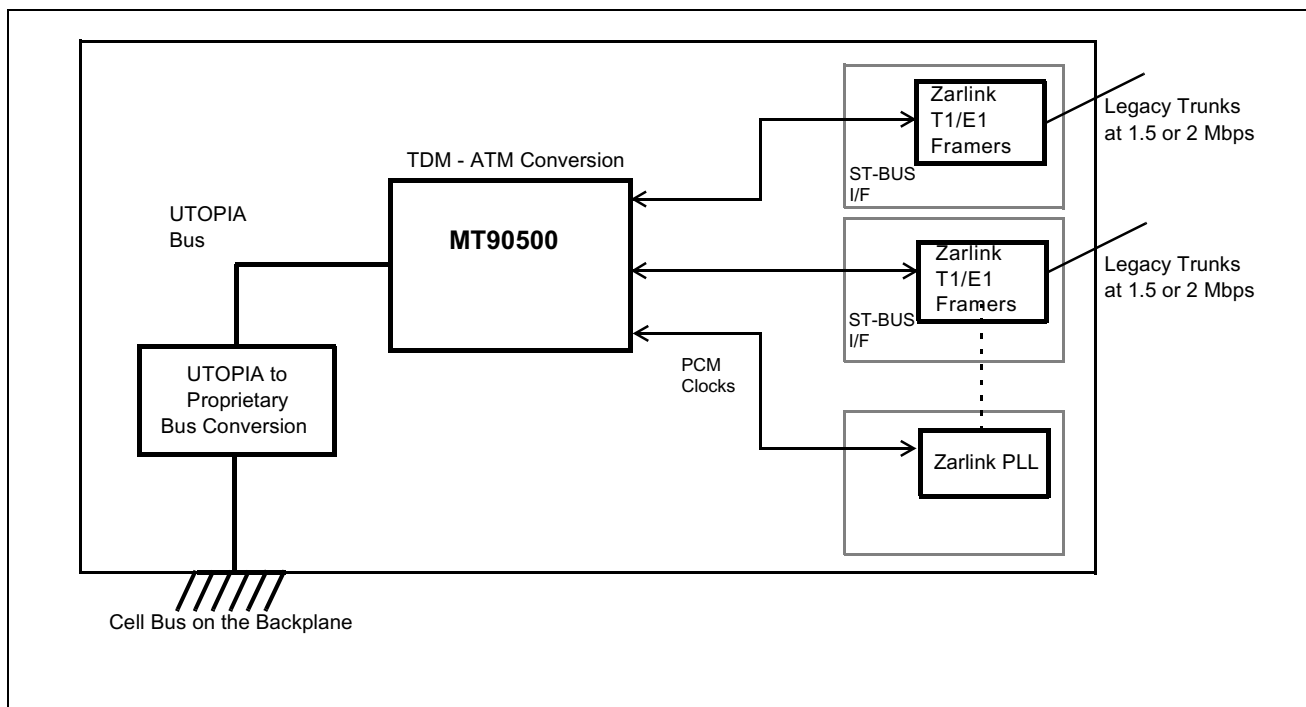 Zarlink
T1/E1
Framers
Legacy Trunks
at 1.5 or 2 Mbps
ST-BUS
I/F
TDM - ATM Conversion
MT90500
UTOPIA
Bus
Zarlink
T1/E1
Framers
Legacy Trunks
at 1.5 or 2 Mbps
ST-BUS
I/F
PCM
Clocks
UTOPIA to
Proprietary
Bus Conversion
Zarlink PLL
Cell Bus on the Backplane